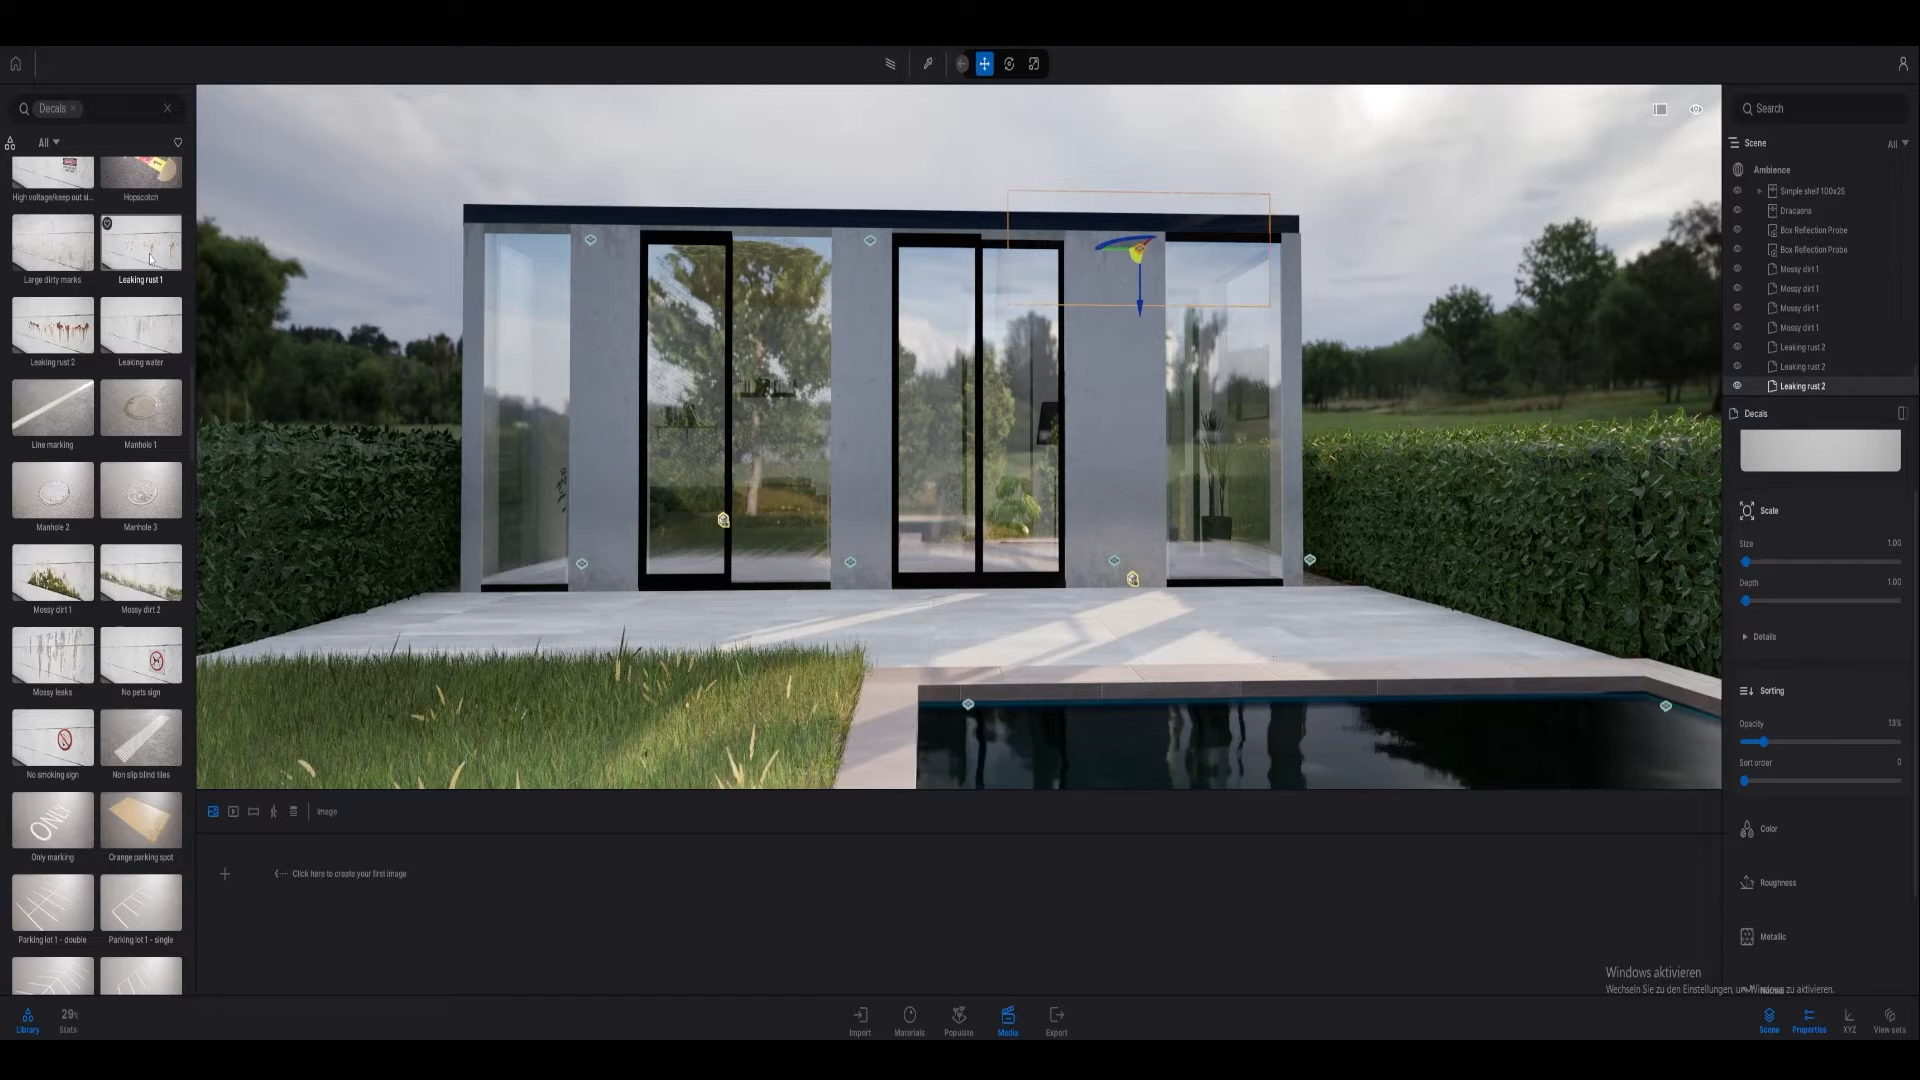 Decals ×
All
High voltage/keep out si...
Hopscotch
Large dirty marks
Leaking rust 1
Leaking rust 2
Leaking water
Line marking
Manhole 1
Manhole 2
Manhole 3
Mossy dirt 1
Mossy dirt 2
Mossy leaks
No pets sign
No smoking sign
Non slip blind tiles
ONLY
Only marking
Orange parking spot
Parking lot 1 - double
Parking lot 1 - single
Image
Click here to create your first image
Search
Scene
All
Ambience
Simple shelf 100x25
Dracaena
Box Reflection Probe
Box Reflection Probe
Mossy dirt 1
Mossy dirt 1
Mossy dirt 1
Mossy dirt 1
Leaking rust 2
Leaking rust 2
Leaking rust 2
Decals
Scale
Size 1.00
Depth 1.00
Details
Sorting
Opacity 13%
Sort order 0
Color
Roughness
Metallic
Windows aktivieren
Wechseln Sie zu den Einstellungen, um Windows zu aktivieren.
Library
29%
Stats
Import
Materials
Populate
Media
Export
Scene
Properties
XYZ
View sets